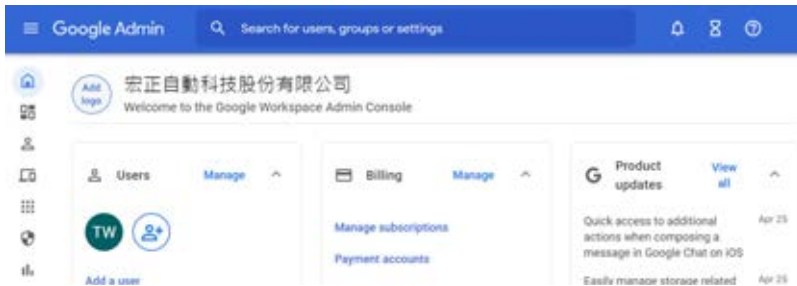 Google Admin
Search for users, groups or settings
Add logo
宏正自動科技股份有限公司
Welcome to the Google Workspace Admin Console
Users
Manage
Billing
Manage
G
Product updates
View all
TW
Add a user
Manage subscriptions
Payment accounts
Quick access to additional
actions when composing a
message in Google Chat on iOS
Apr 25
Easily manage storage related
Apr 25